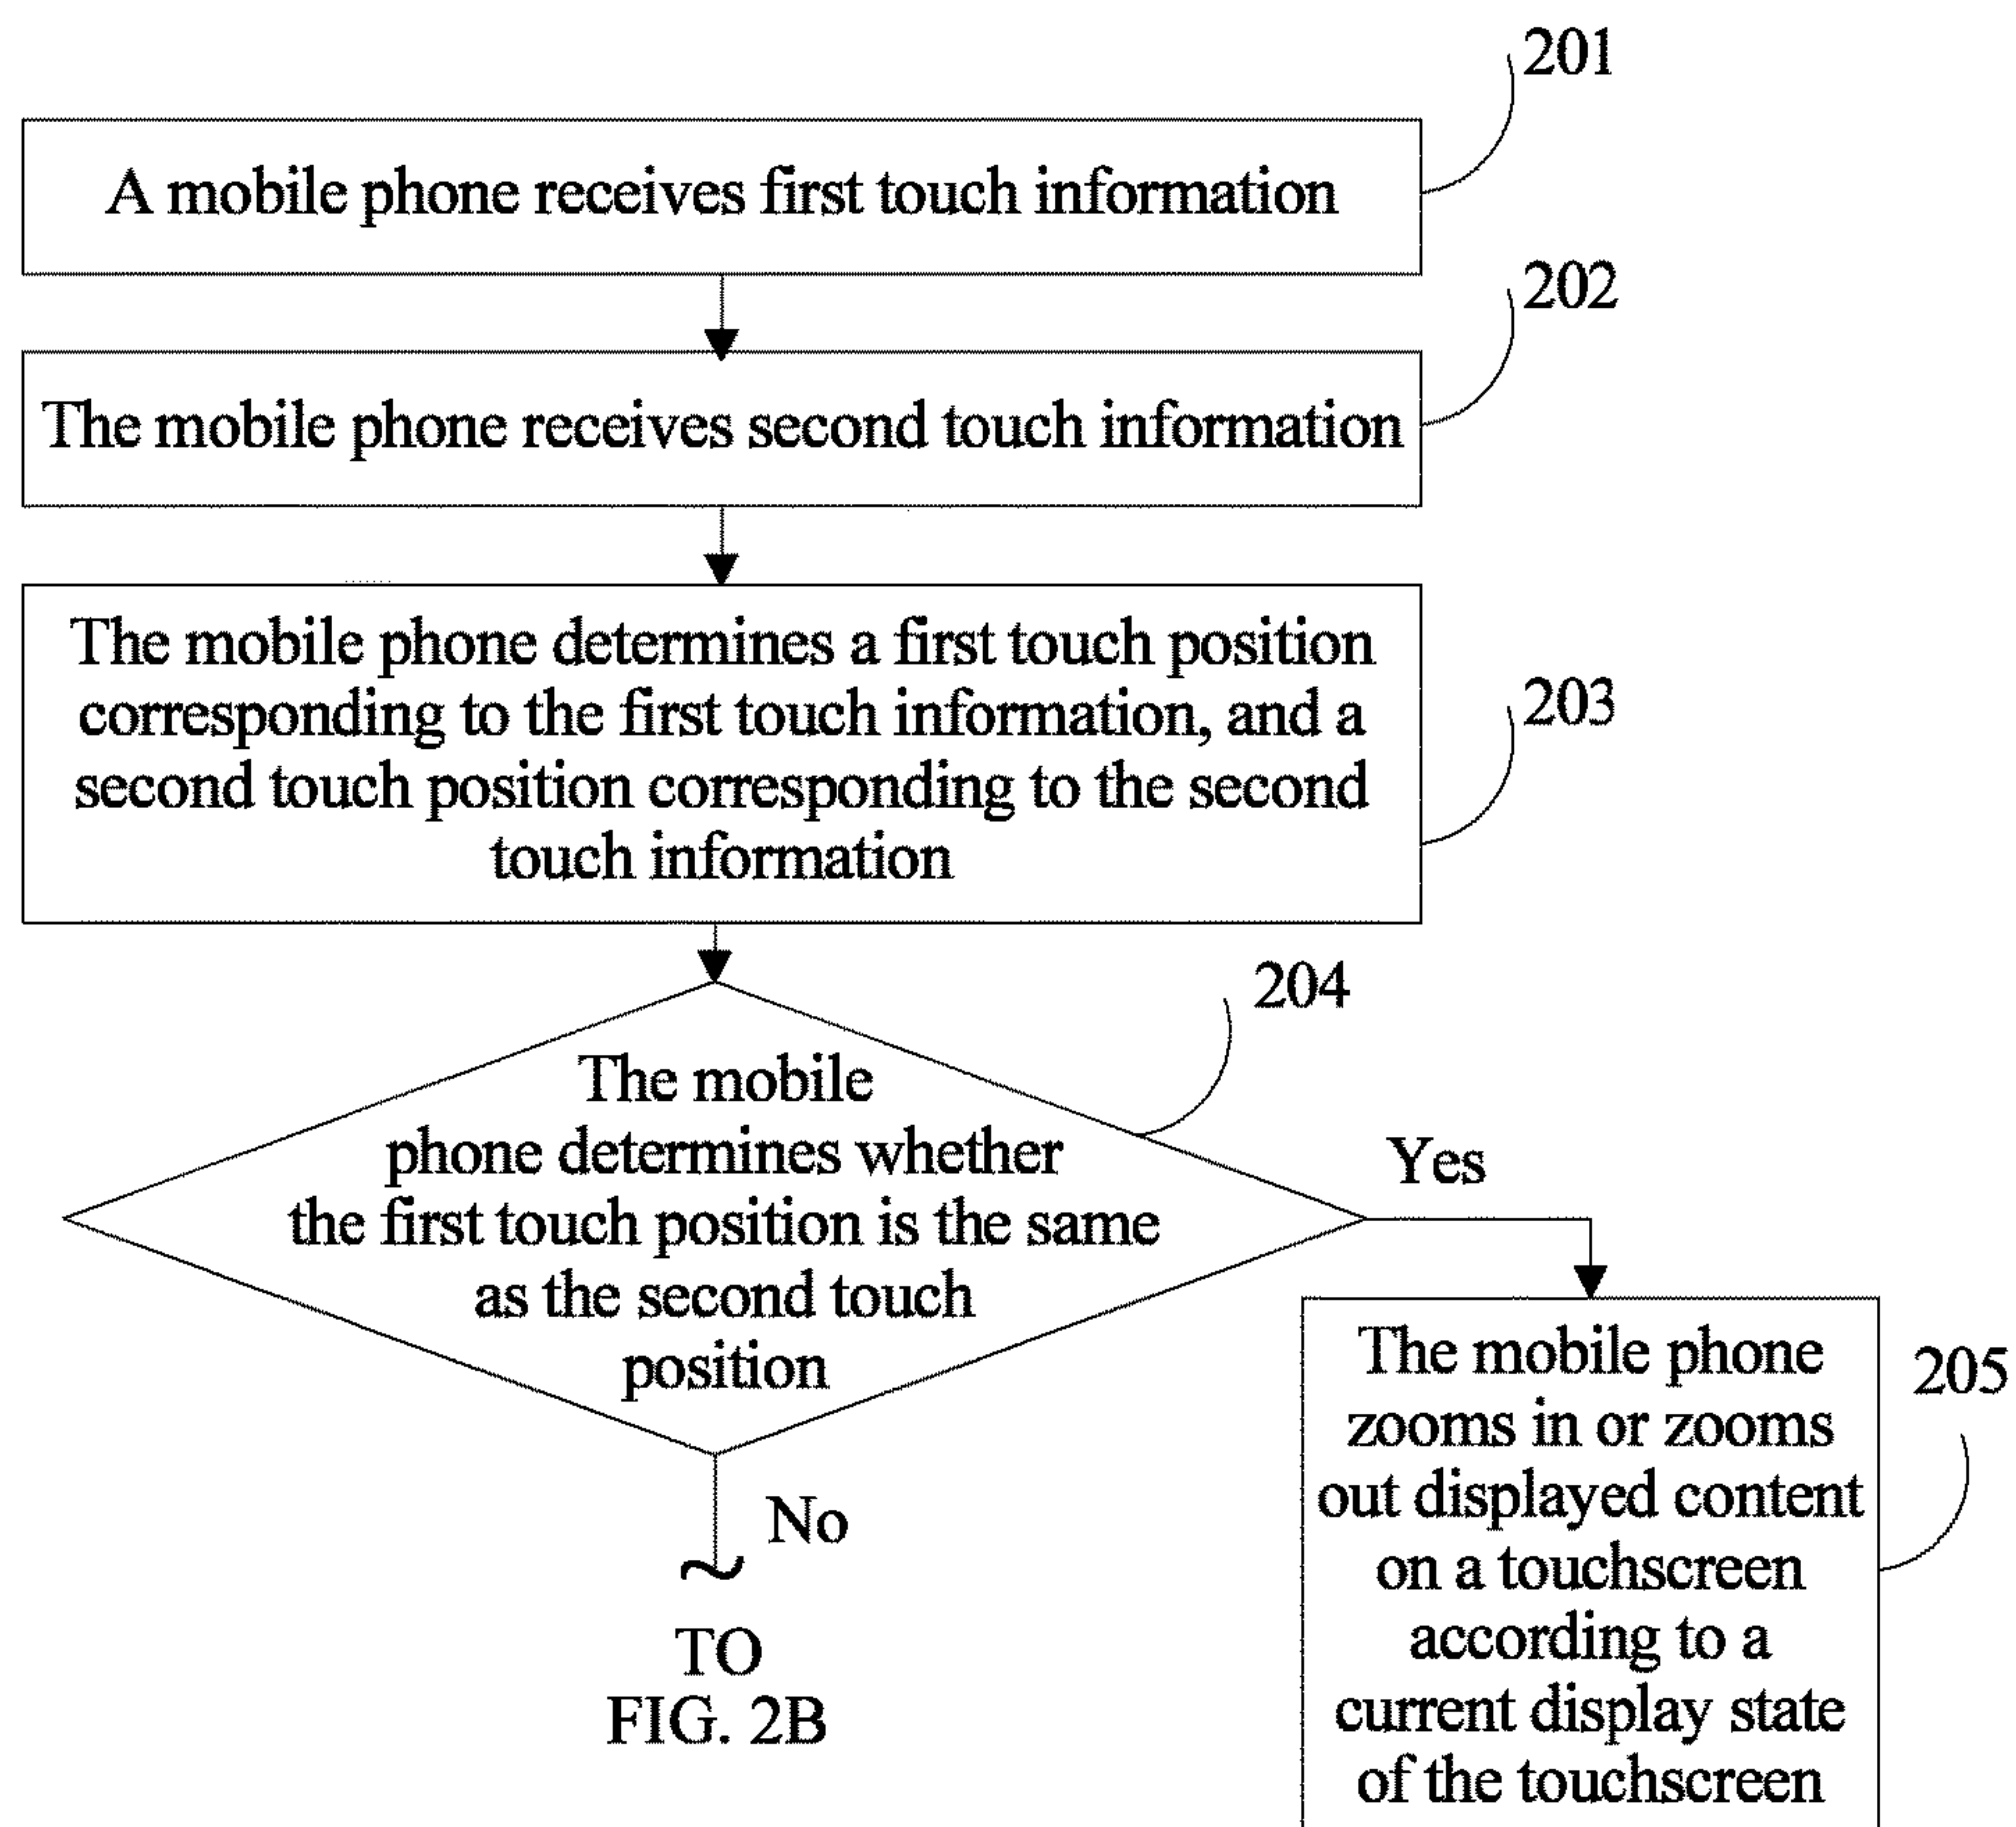 201
A mobile phone receives first touch information
202
The mobile phone receives second touch information
The mobile phone determines a first touch position
corresponding to the first touch information, and a
second touch position corresponding to the second
touch information
203
204
The mobile
phone determines whether
the first touch position is the same
as the second touch
position
Yes
No
TO
FIG. 2B
The mobile phone
zooms in or zooms
out displayed content
on a touchscreen
according to a
current display state
of the touchscreen
205